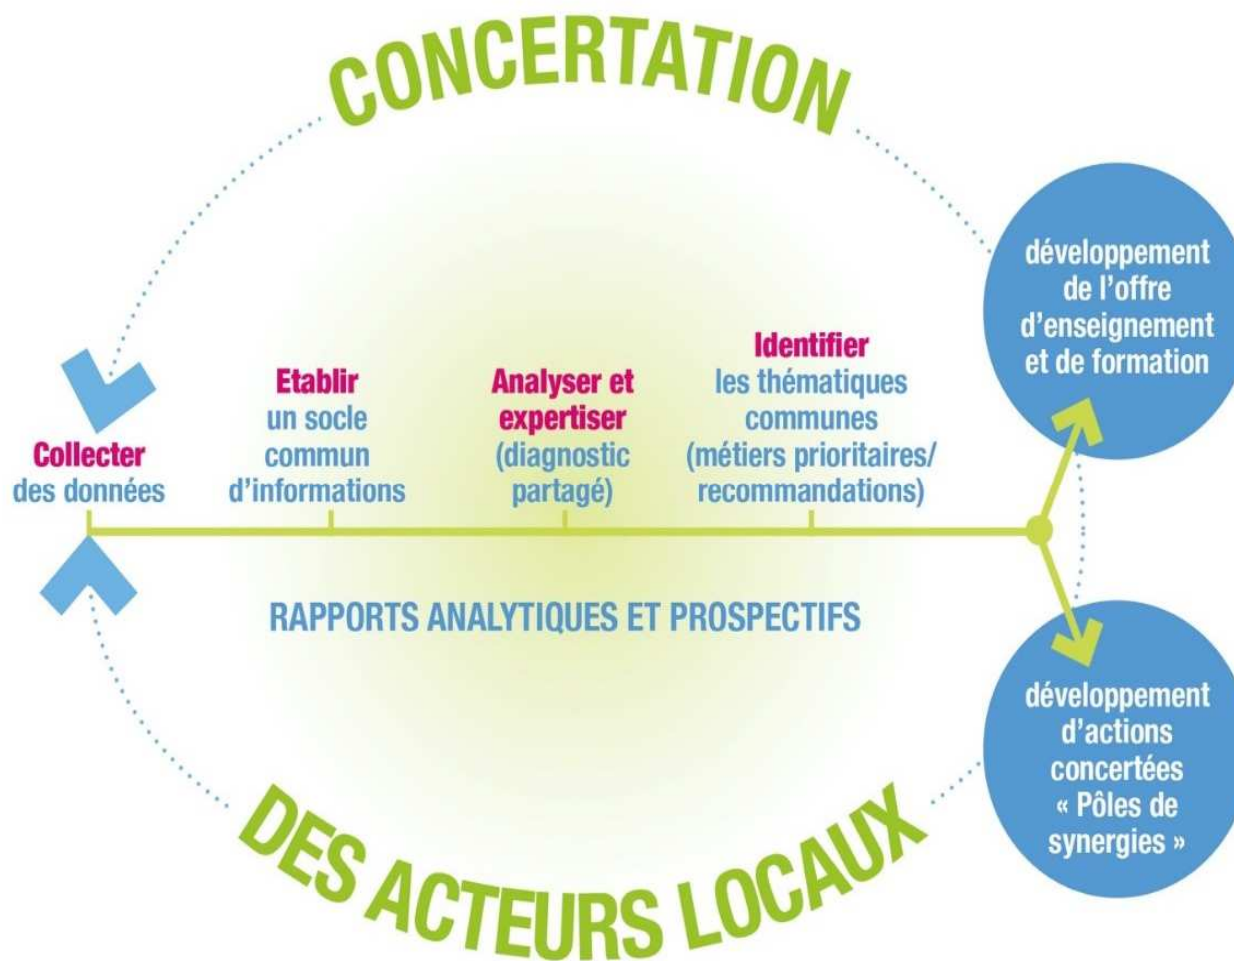 CONCERTATION
développement
de l'offre
d'enseignement
et de formation
Collecter
des données
Etablir
un socle
commun
d'informations
Analyser et
expertiser
(diagnostic
partagé)
Identifier
les thématiques
communes
(métiers prioritaires/
recommandations)
RAPPORTS ANALYTIQUES ET PROSPECTIFS
développement
d'actions
concertées
« Pôles de
synergies »
DES ACTEURS LOCAUX